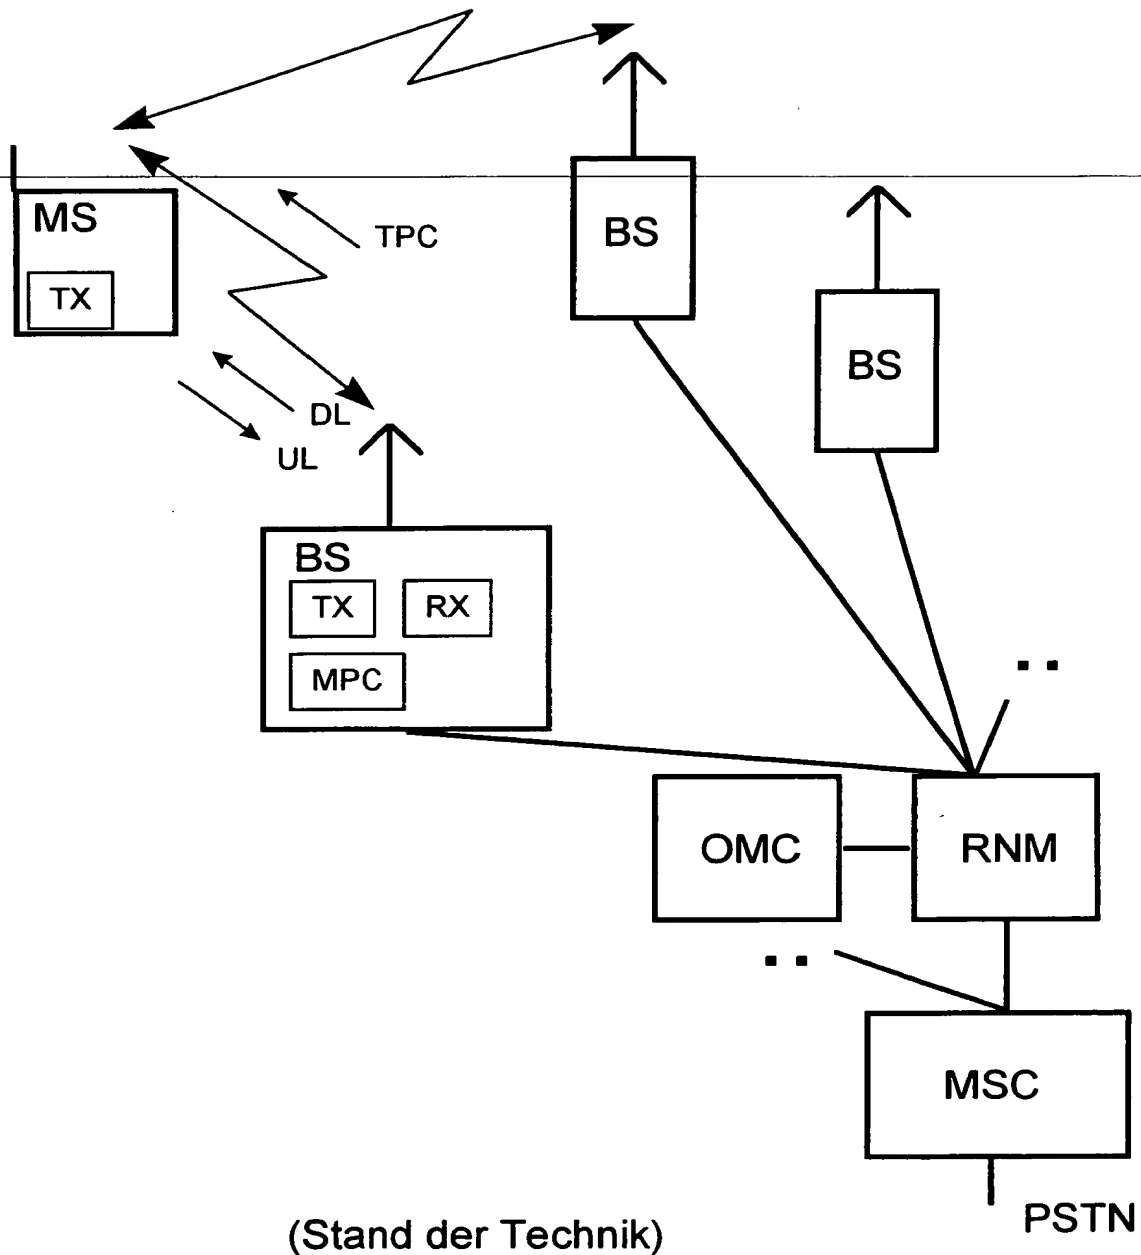 MS
TX
TPC
BS
BS
DL
UL
BS
TX
RX
MPC
OMC
RNM
MSC
PSTN
(Stand der Technik)